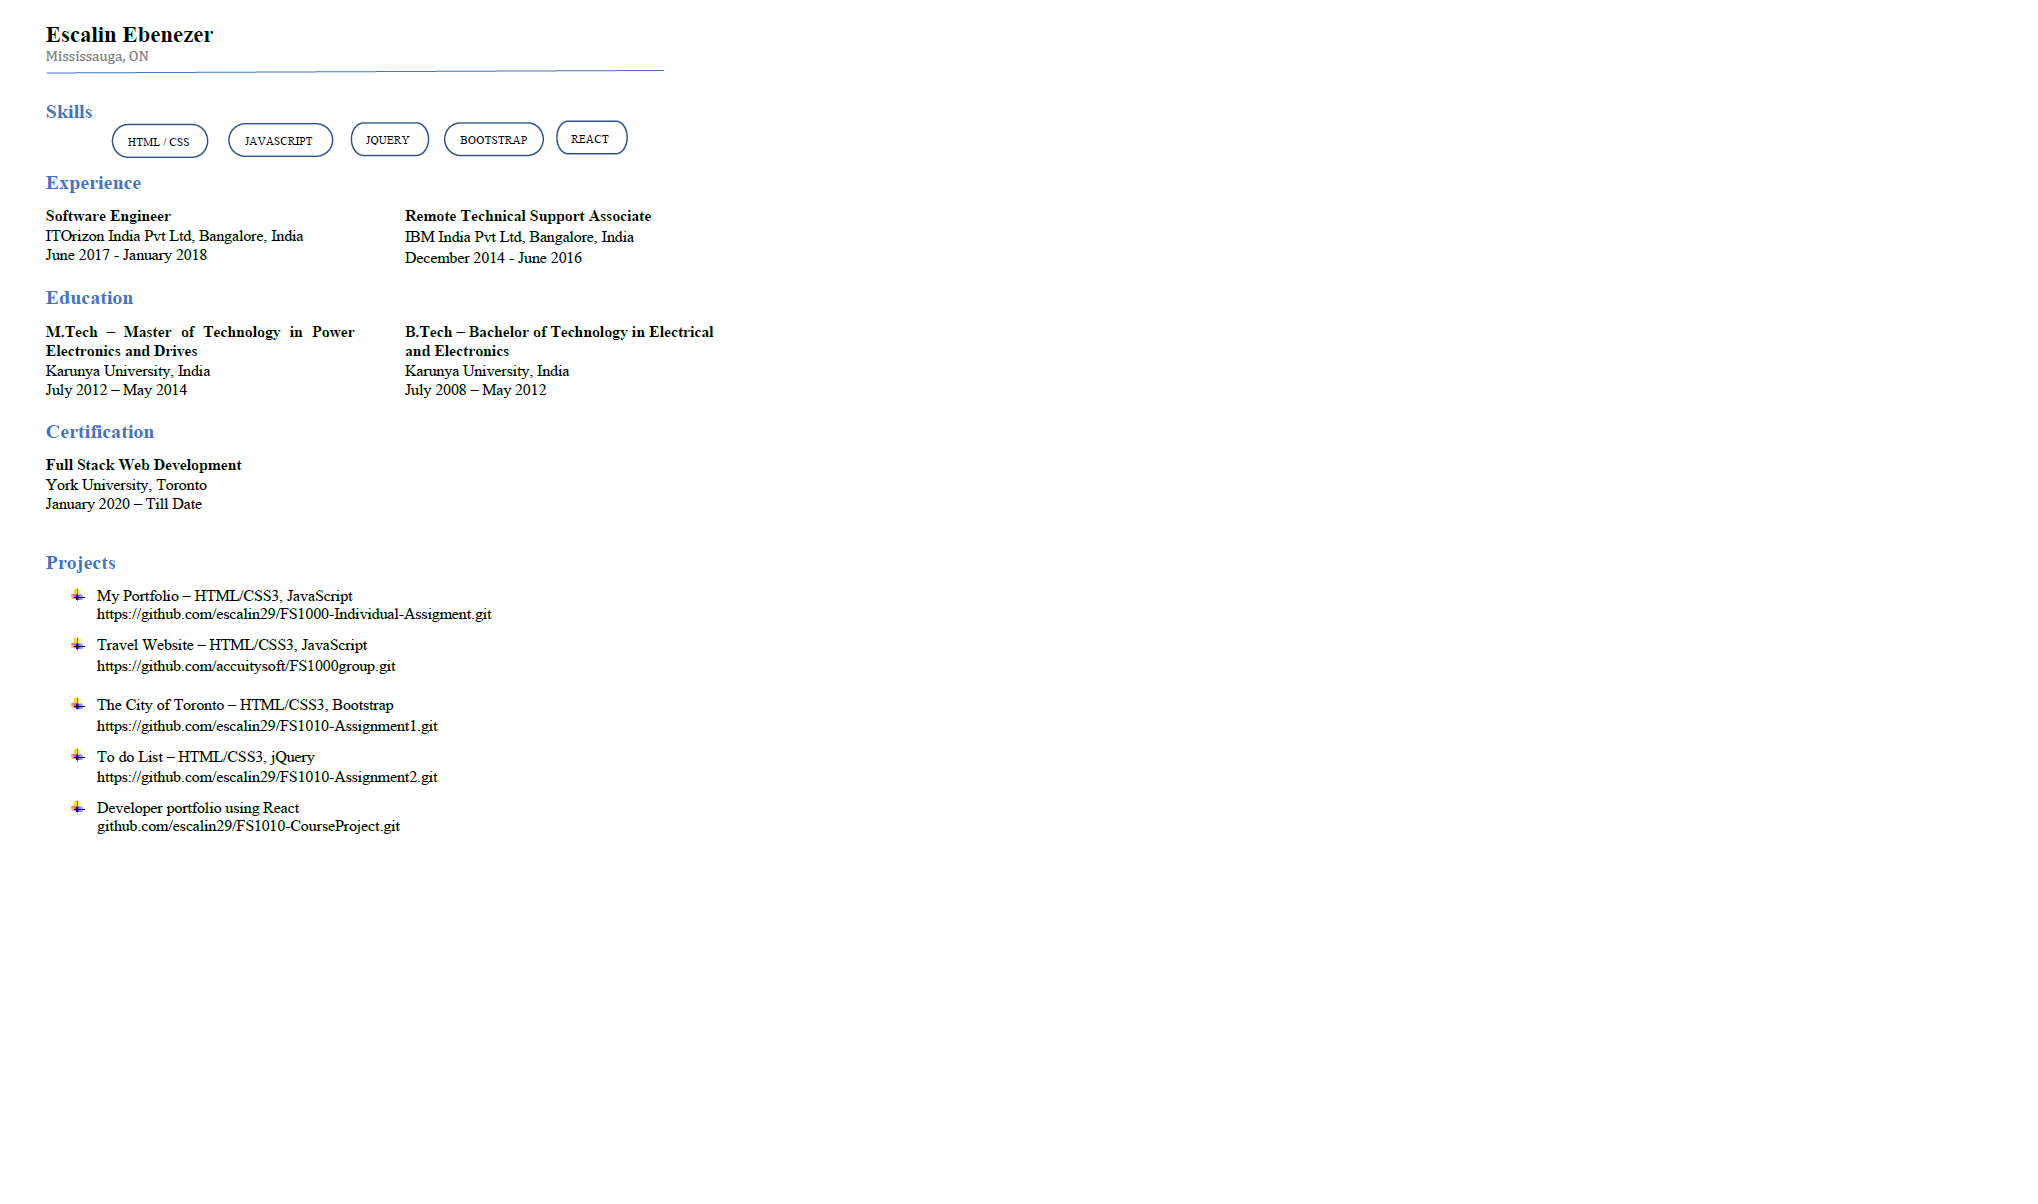 Escalin Ebenezer
Mississauga, ON
Skills
HTML / CSS
JAVASCRIPT
JQUERY
BOOTSTRAP
REACT
Experience
Software Engineer
ITOrizon India Pvt Ltd, Bangalore, India
June 2017 - January 2018
Remote Technical Support Associate
IBM India Pvt Ltd, Bangalore, India
December 2014 - June 2016
Education
M.Tech – Master of Technology in Power
Electronics and Drives
Karunya University, India
July 2012 – May 2014
B.Tech – Bachelor of Technology in Electrical
and Electronics
Karunya University, India
July 2008 – May 2012
Certification
Full Stack Web Development
York University, Toronto
January 2020 – Till Date
Projects
My Portfolio – HTML/CSS3, JavaScript
https://github.com/escalin29/FS1000-Individual-Assigment.git
Travel Website – HTML/CSS3, JavaScript
https://github.com/accuitysoft/FS1000group.git
The City of Toronto – HTML/CSS3, Bootstrap
https://github.com/escalin29/FS1010-Assignment1.git
To do List – HTML/CSS3, jQuery
https://github.com/escalin29/FS1010-Assignment2.git
Developer portfolio using React
github.com/escalin29/FS1010-CourseProject.git